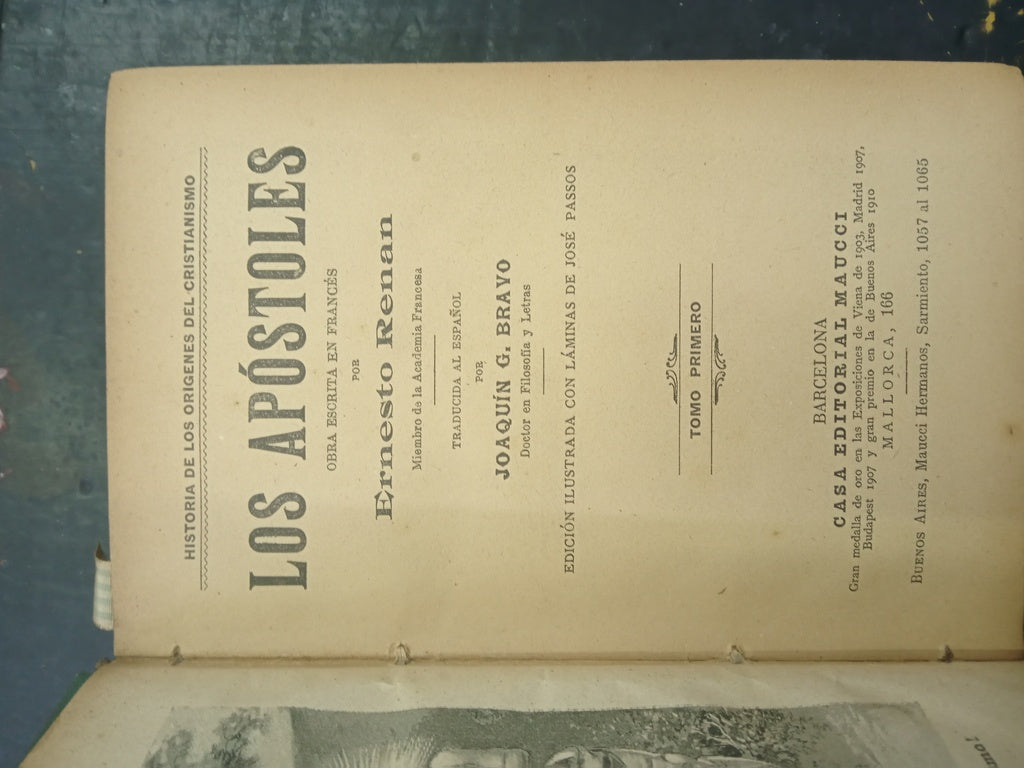 HISTORIA DE LOS ORÍGENES DEL CRISTIANISMO
LOS APÓSTOLES
OBRA ESCRITA EN FRANCÉS
POR
Ernesto Renan
Miembro de la Academia Francesa
TRADUCIDA AL ESPAÑOL
POR
JOAQUÍN G. BRAVO
Doctor en Filosofía y Letras
EDICIÓN ILUSTRADA CON LÁMINAS DE JOSÉ PASSOS
TOMO PRIMERO
BARCELONA
CASA EDITORIAL MAUCCI
Gran medalla de oro en las Exposiciones de Viena de 1903, Madrid 1907,
Budapest 1907 y gran premio en la de Buenos Aires 1910
MALLORCA, 166
BUENOS AIRES, Maucci Hermanos, Sarmiento, 1057 al 1065